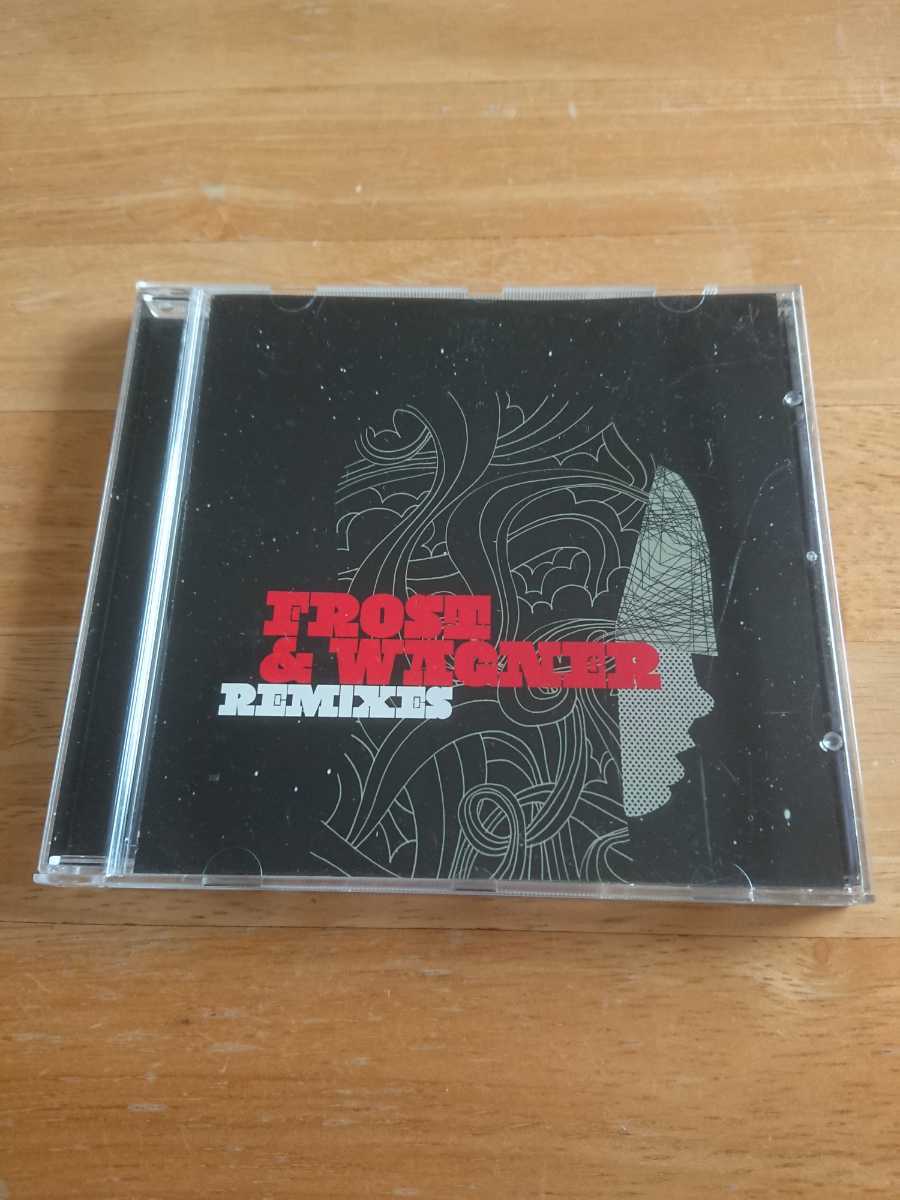 FROST
& WAGNER
REMIXES